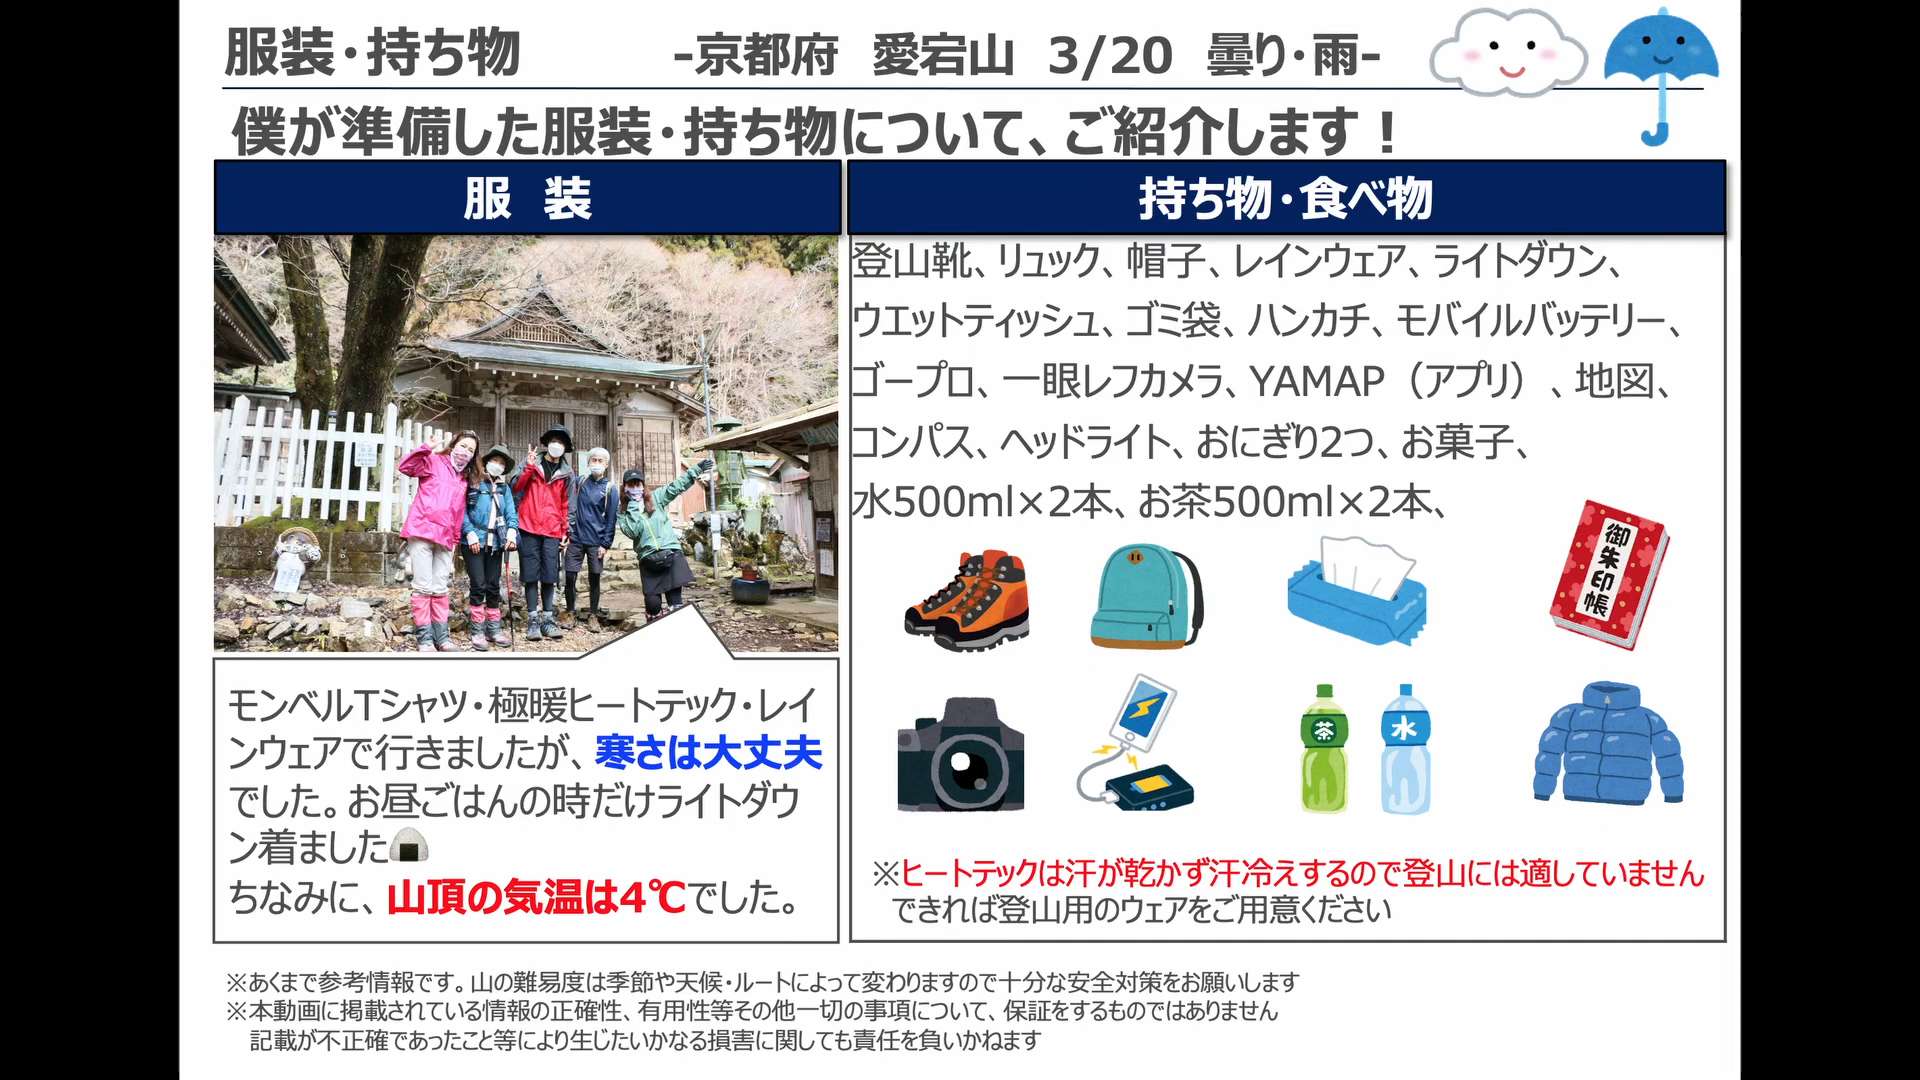 服装・持ち物　-京都府　愛宕山　3/20　曇り・雨-
僕が準備した服装・持ち物について、ご紹介します！
服　装
モンベルTシャツ・極暖ヒートテック・レイ
ンウェアで行きましたが、寒さは大丈夫
でした。お昼ごはんの時だけライトダウ
ン着ました🍙
ちなみに、山頂の気温は4℃でした。
持ち物・食べ物
登山靴、リュック、帽子、レインウェア、ライトダウン、
ウエットティッシュ、ゴミ袋、ハンカチ、モバイルバッテリー、
ゴープロ、一眼レフカメラ、YAMAP（アプリ）、地図、
コンパス、ヘッドライト、おにぎり2つ、お菓子、
水500ml×2本、お茶500ml×2本、
御朱印帳
茶
水
※ヒートテックは汗が乾かず汗冷えするので登山には適していません
できれば登山用のウェアをご用意ください
※あくまで参考情報です。山の難易度は季節や天候・ルートによって変わりますので十分な安全対策をお願いします
※本動画に掲載されている情報の正確性、有用性等その他一切の事項について、保証をするものではありません
記載が不正確であったこと等により生じたいかなる損害に関しても責任を負いかねます